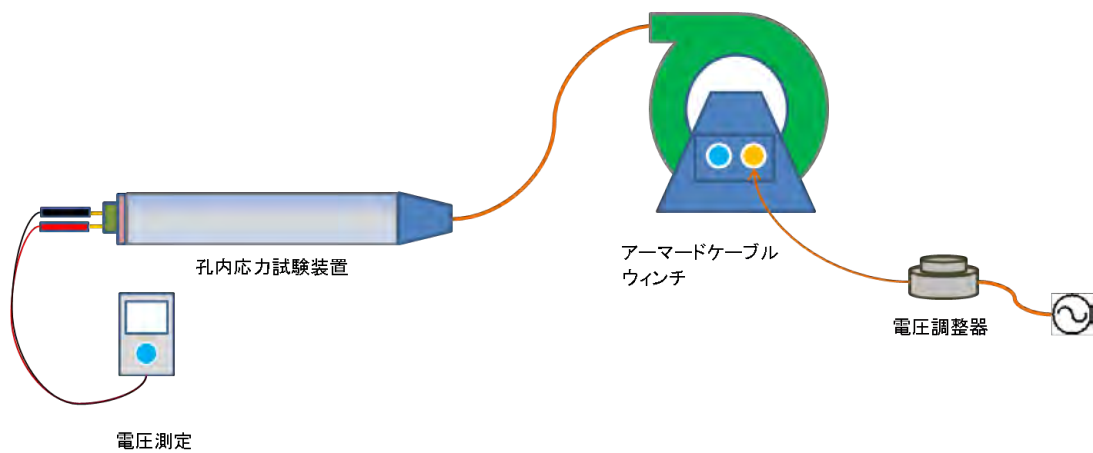 孔内応力試験装置
アーマードケーブル
ウィンチ
電圧調整器
電圧測定